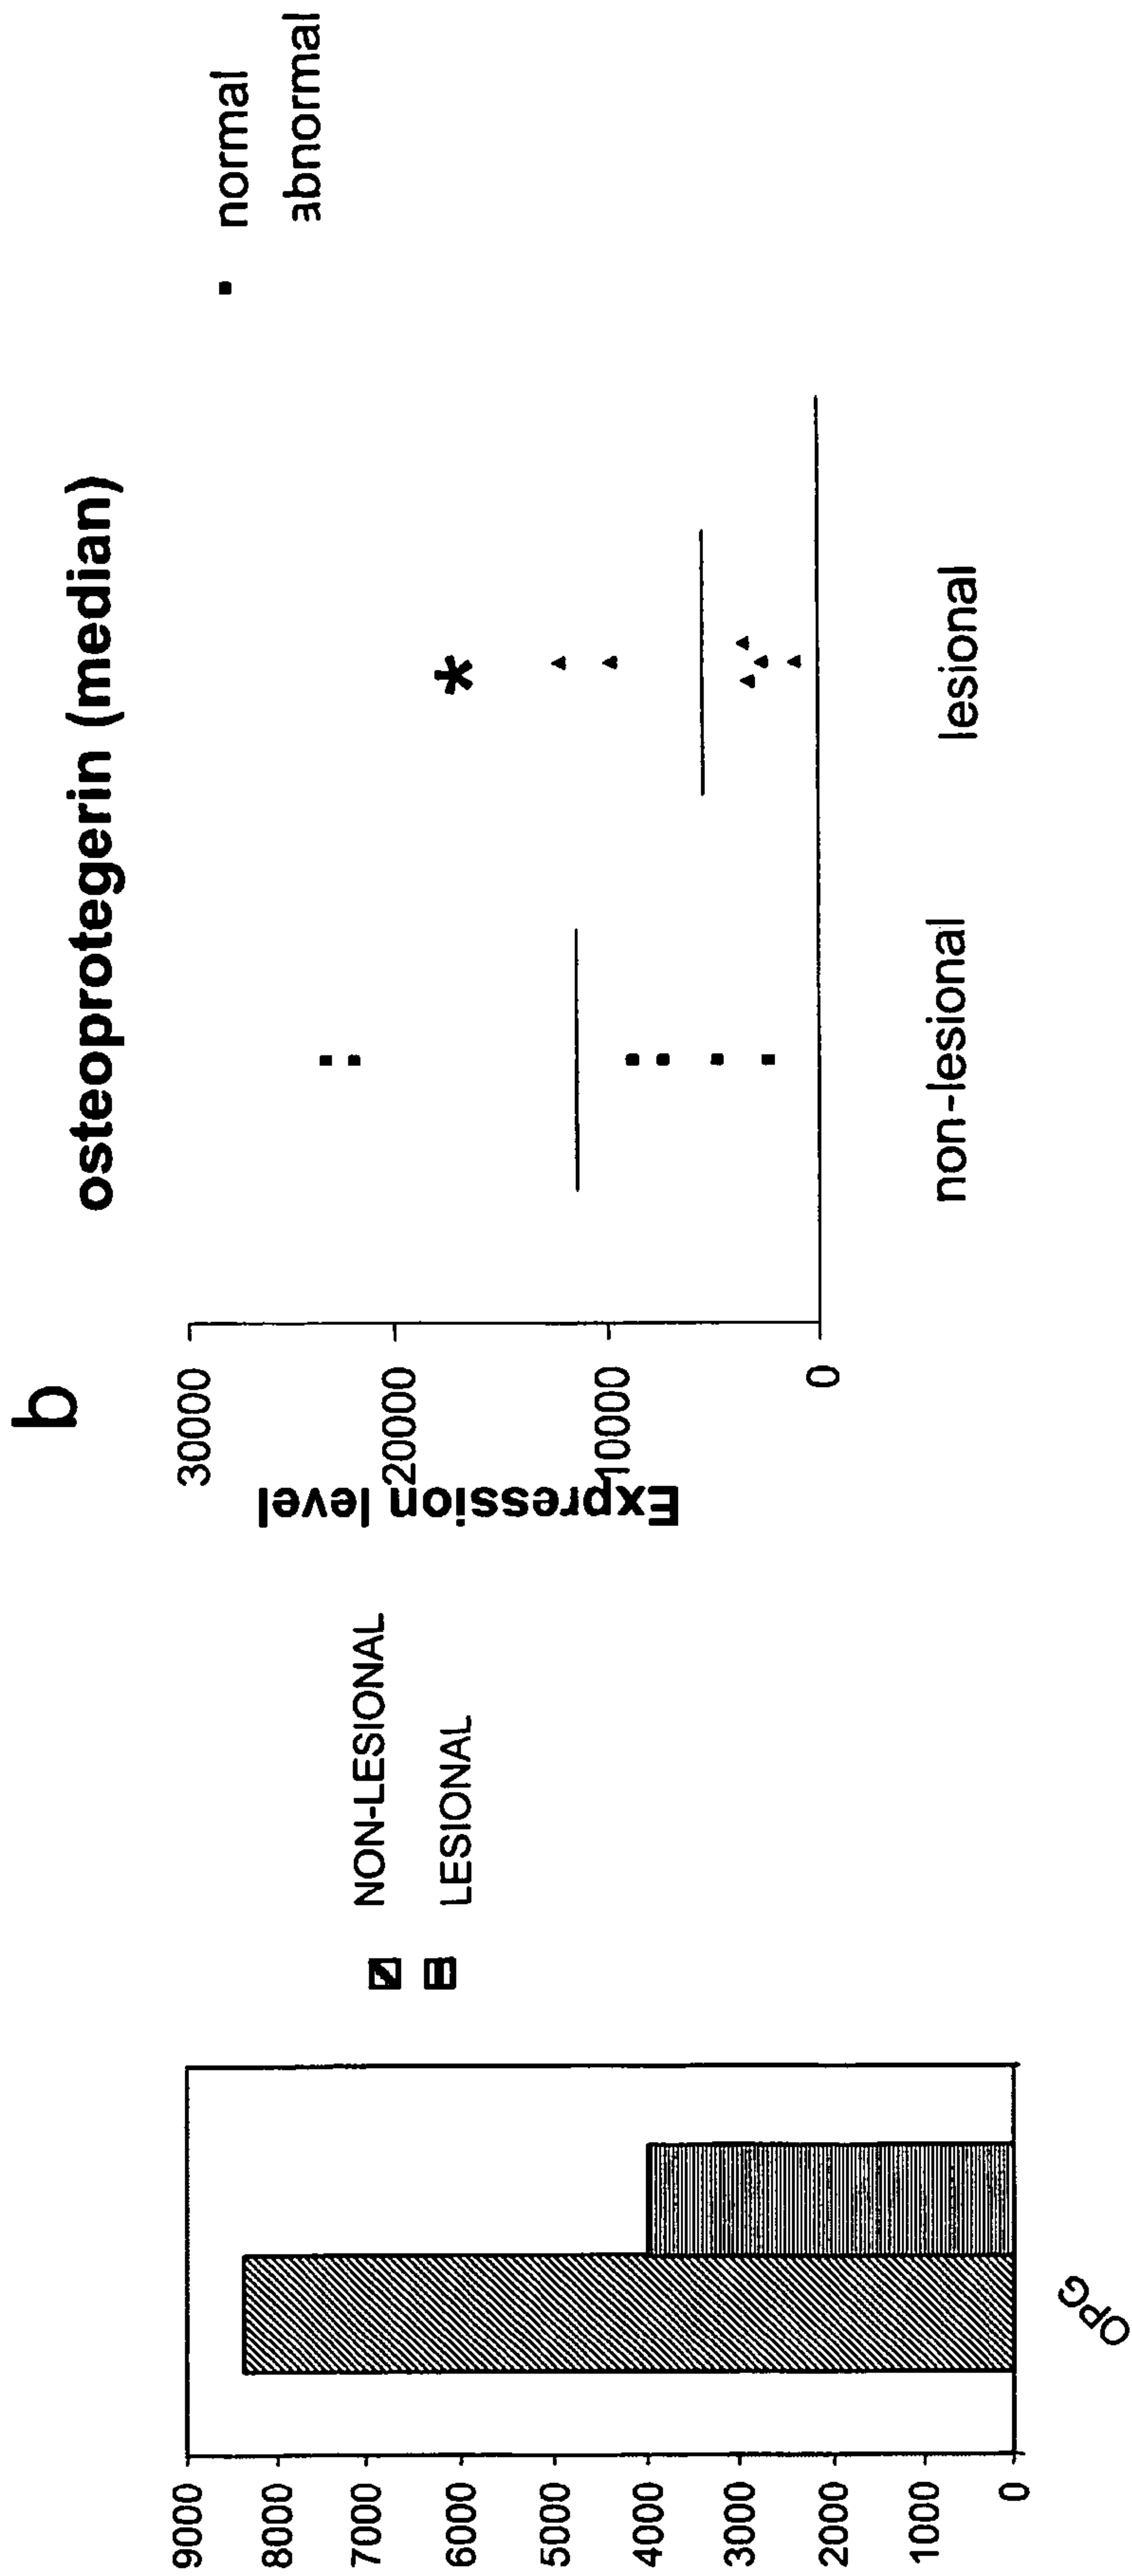 9000
8000
7000
6000
5000
4000
3000
2000
1000
0
OPG
NON-LESIONAL
LESIONAL
b
osteoprotegerin (median)
Expression level
30000
20000
10000
0
non-lesional
lesional
*
normal
abnormal